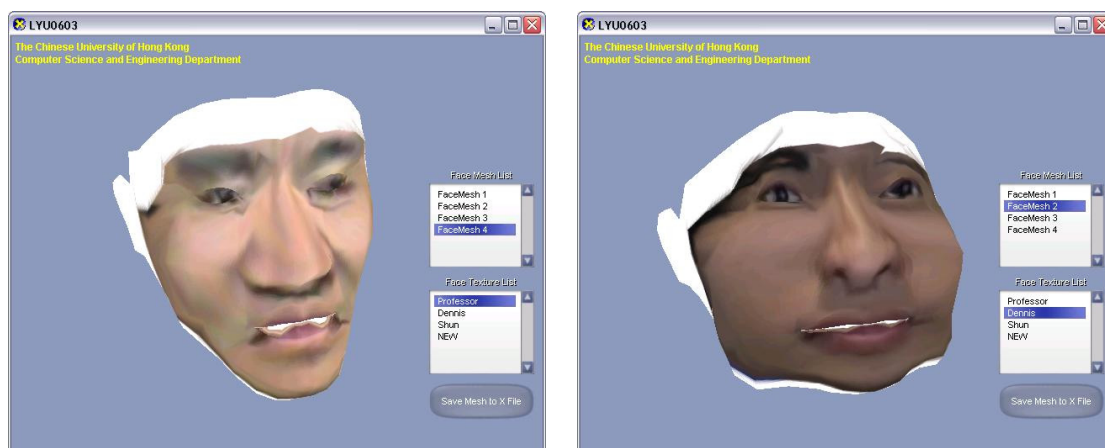 LYU0603
The Chinese University of Hong Kong
Computer Science and Engineering Department
Face Mesh List
FaceMesh 1
FaceMesh 2
FaceMesh 3
FaceMesh 4
Face Texture List
Professor
Dennis
Shun
NEW
Save Mesh to X File
LYU0603
The Chinese University of Hong Kong
Computer Science and Engineering Department
Face Mesh List
FaceMesh 1
FaceMesh 2
FaceMesh 3
FaceMesh 4
Face Texture List
Professor
Dennis
Shun
NEW
Save Mesh to X File